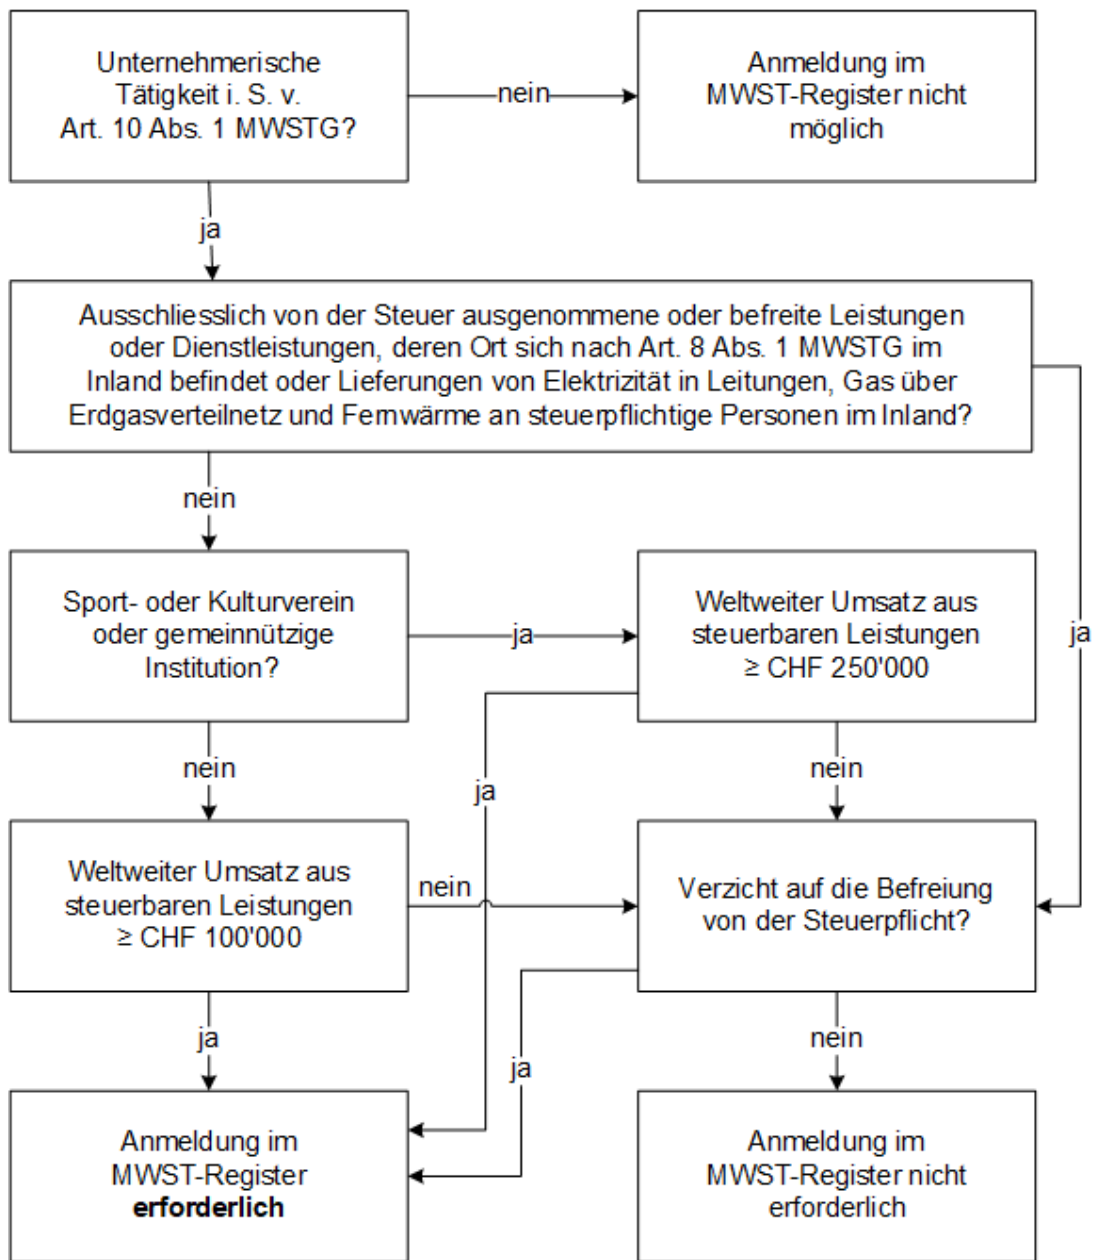 Unternehmerische
Tätigkeit i. S. v.
Art. 10 Abs. 1 MWSTG?
nein
Anmeldung im
MWST-Register nicht
möglich
ja
Ausschliesslich von der Steuer ausgenommene oder befreite Leistungen
oder Dienstleistungen, deren Ort sich nach Art. 8 Abs. 1 MWSTG im
Inland befindet oder Lieferungen von Elektrizität in Leitungen, Gas über
Erdgasverteilnetz und Fernwärme an steuerpflichtige Personen im Inland?
nein
ja
Sport- oder Kulturverein
oder gemeinnützige
Institution?
ja
Weltweiter Umsatz aus
steuerbaren Leistungen
≥ CHF 250'000
nein
ja
nein
Weltweiter Umsatz aus
steuerbaren Leistungen
≥ CHF 100'000
nein
Verzicht auf die Befreiung
von der Steuerpflicht?
ja
ja
nein
Anmeldung im
MWST-Register
erforderlich
Anmeldung im
MWST-Register nicht
erforderlich